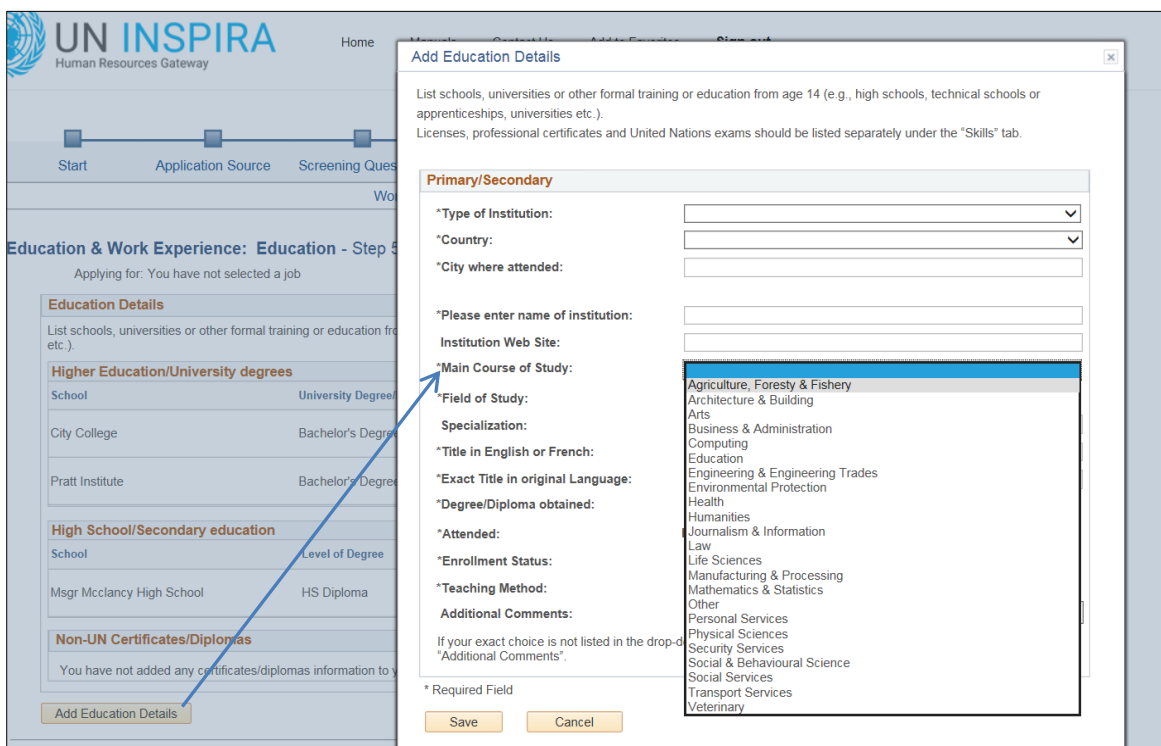 UN INSPIRA
Human Resources Gateway
Home
Start
Application Source
Screening Ques
Wo
Education & Work Experience: Education - Step 5
Applying for: You have not selected a job
Education Details
List schools, universities or other formal training or education fro
etc.).
Higher Education/University degrees
School University Degree/
City College Bachelor's Degree
Pratt Institute Bachelor's Degree
High School/Secondary education
School Level of Degree
Msgr Mcclancy High School HS Diploma
Non-UN Certificates/Diplomas
You have not added any certificates/diplomas information to y
Add Education Details
Add Education Details
List schools, universities or other formal training or education from age 14 (e.g., high schools, technical schools or
apprenticeships, universities etc.).
Licenses, professional certificates and United Nations exams should be listed separately under the “Skills” tab.
Primary/Secondary
*Type of Institution:
*Country:
*City where attended:
*Please enter name of institution:
Institution Web Site:
*Main Course of Study:
*Field of Study:
Specialization:
*Title in English or French:
*Exact Title in original Language:
*Degree/Diploma obtained:
*Attended:
*Enrollment Status:
*Teaching Method:
Additional Comments:
If your exact choice is not listed in the drop-do
“Additional Comments”.
Agriculture, Foresty & Fishery
Architecture & Building
Arts
Business & Administration
Computing
Education
Engineering & Engineering Trades
Environmental Protection
Health
Humanities
Journalism & Information
Law
Life Sciences
Manufacturing & Processing
Mathematics & Statistics
Other
Personal Services
Physical Sciences
Security Services
Social & Behavioural Science
Social Services
Transport Services
Veterinary
* Required Field
Save Cancel